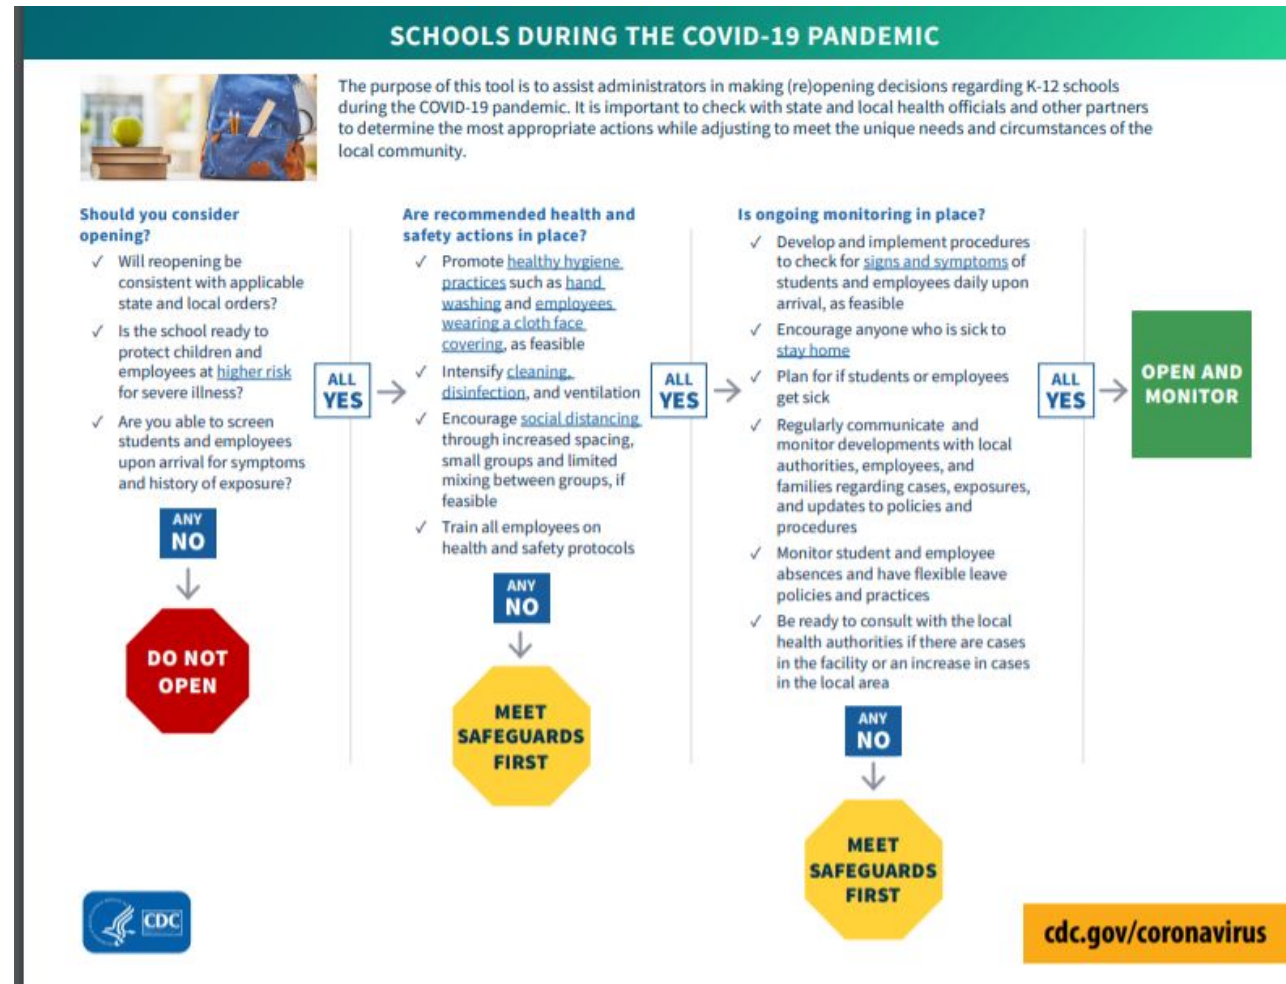 SCHOOLS DURING THE COVID-19 PANDEMIC
The purpose of this tool is to assist administrators in making (re)opening decisions regarding K-12 schools
during the COVID-19 pandemic. It is important to check with state and local health officials and other partners
to determine the most appropriate actions while adjusting to meet the unique needs and circumstances of the
local community.
Should you consider
opening?
✓ Will reopening be
consistent with applicable
state and local orders?
✓ Is the school ready to
protect children and
employees at higher risk
for severe illness?
✓ Are you able to screen
students and employees
upon arrival for symptoms
and history of exposure?
ANY
NO
DO NOT
OPEN
ALL
YES
Are recommended health and
safety actions in place?
✓ Promote healthy hygiene
practices such as hand
washing and employees
wearing a cloth face
covering, as feasible
✓ Intensify cleaning,
disinfection, and ventilation
✓ Encourage social distancing
through increased spacing,
small groups and limited
mixing between groups, if
feasible
✓ Train all employees on
health and safety protocols
ANY
NO
MEET
SAFEGUARDS
FIRST
ALL
YES
Is ongoing monitoring in place?
✓ Develop and implement procedures
to check for signs and symptoms of
students and employees daily upon
arrival, as feasible
✓ Encourage anyone who is sick to
stay home
✓ Plan for if students or employees
get sick
✓ Regularly communicate and
monitor developments with local
authorities, employees, and
families regarding cases, exposures,
and updates to policies and
procedures
✓ Monitor student and employee
absences and have flexible leave
policies and practices
✓ Be ready to consult with the local
health authorities if there are cases
in the facility or an increase in cases
in the local area
ANY
NO
MEET
SAFEGUARDS
FIRST
ALL
YES
OPEN AND
MONITOR
CDC
cdc.gov/coronavirus